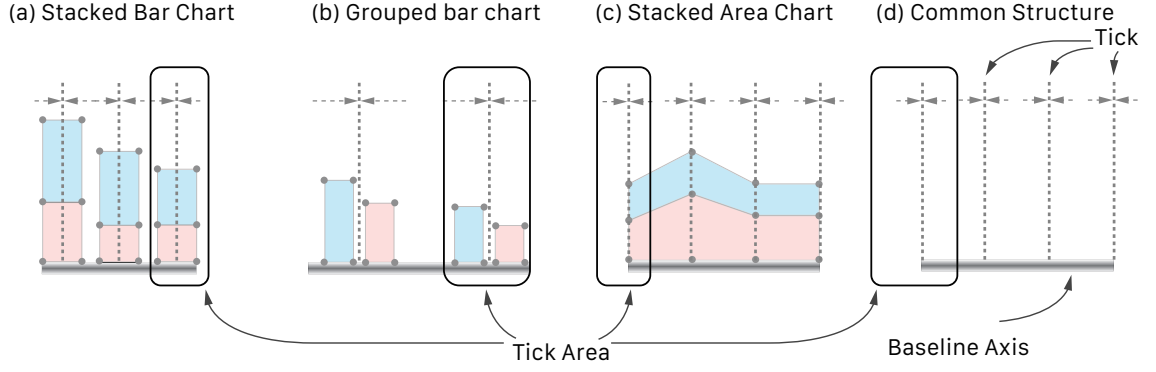 (a) Stacked Bar Chart
(b) Grouped bar chart
(c) Stacked Area Chart
(d) Common Structure
Tick
Tick Area
Baseline Axis